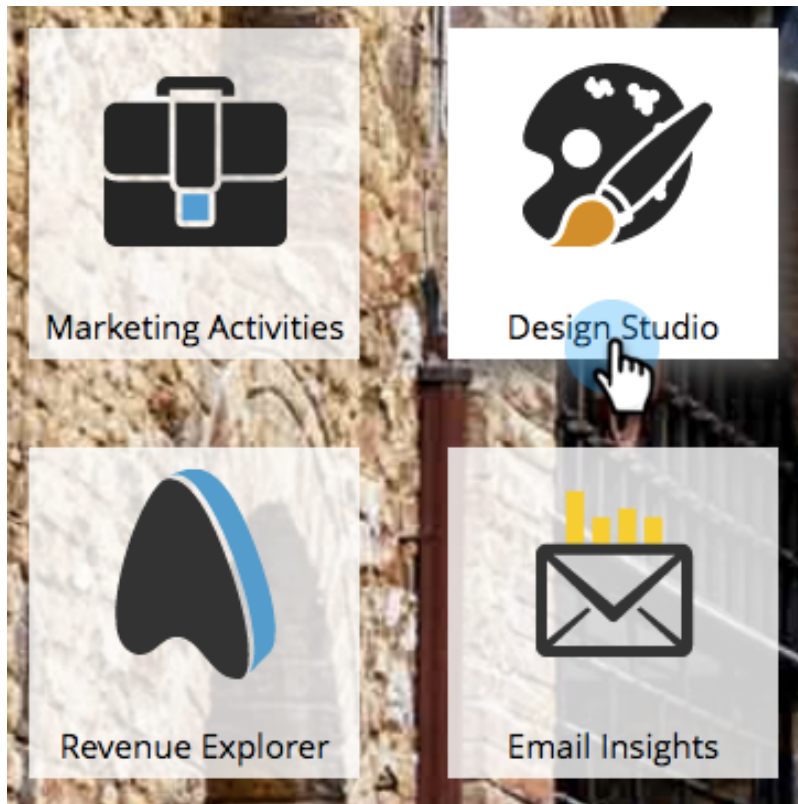 Marketing Activities
Design Studio
Revenue Explorer
Email Insights